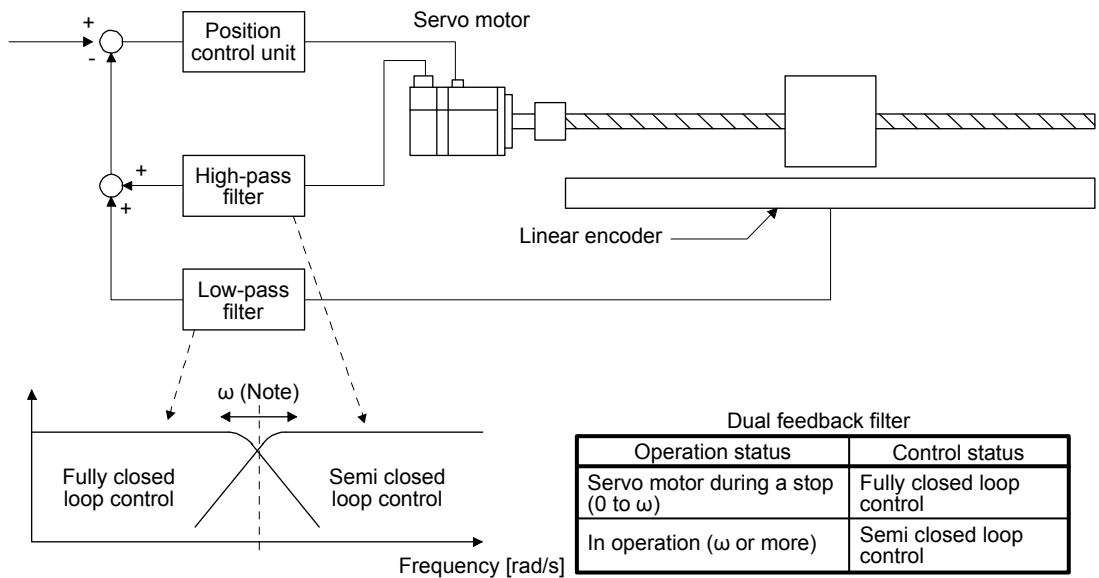 Servo motor
+
-
Position
control unit
+
+
High-pass
filter
Linear encoder
Low-pass
filter
ω (Note)
Fully closed
loop control
Semi closed
loop control
Frequency [rad/s]
Dual feedback filter
Operation status Control status
Servo motor during a stop
(0 to ω)
Fully closed loop
control
In operation (ω or more)
Semi closed loop
control